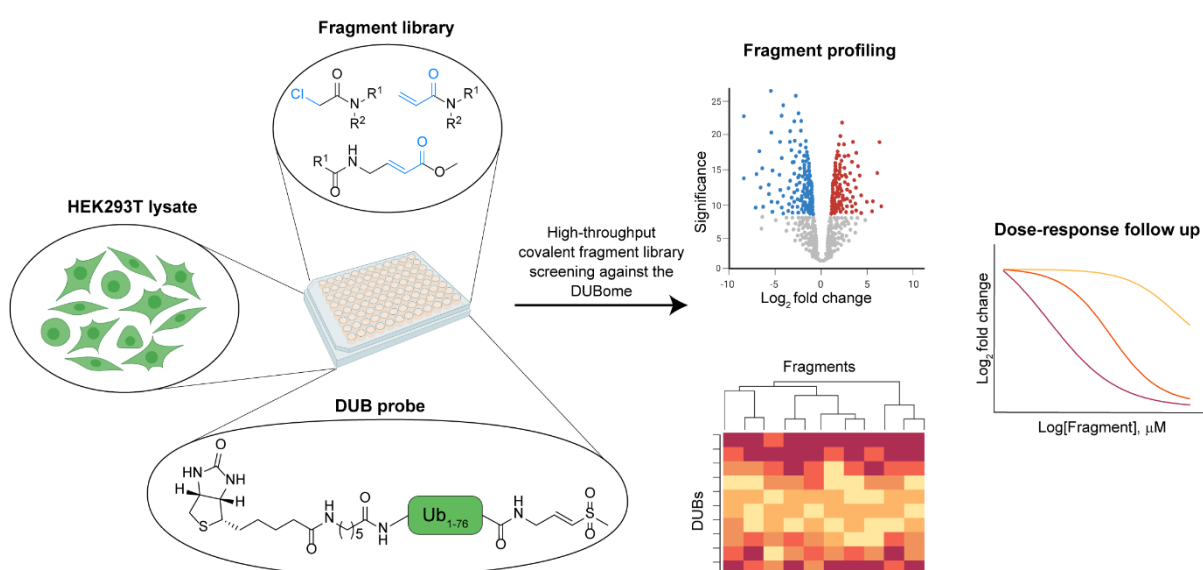 Fragment library
Cl
O
N
R1
R2
O
N
R1
R2
R1
H
N
O
O
O
HEK293T lysate
High-throughput
covalent fragment library
screening against the
DUBome
Fragment profiling
Significance
25
20
15
10
5
0
-10
-5
0
5
10
Log2 fold change
Dose-response follow up
Log2 fold change
Log[Fragment], μM
DUB probe
O
HN
NH
H
H
S
O
H
N
5
O
N
H
Ub1-76
O
H
N
O
S
O
Fragments
DUBs